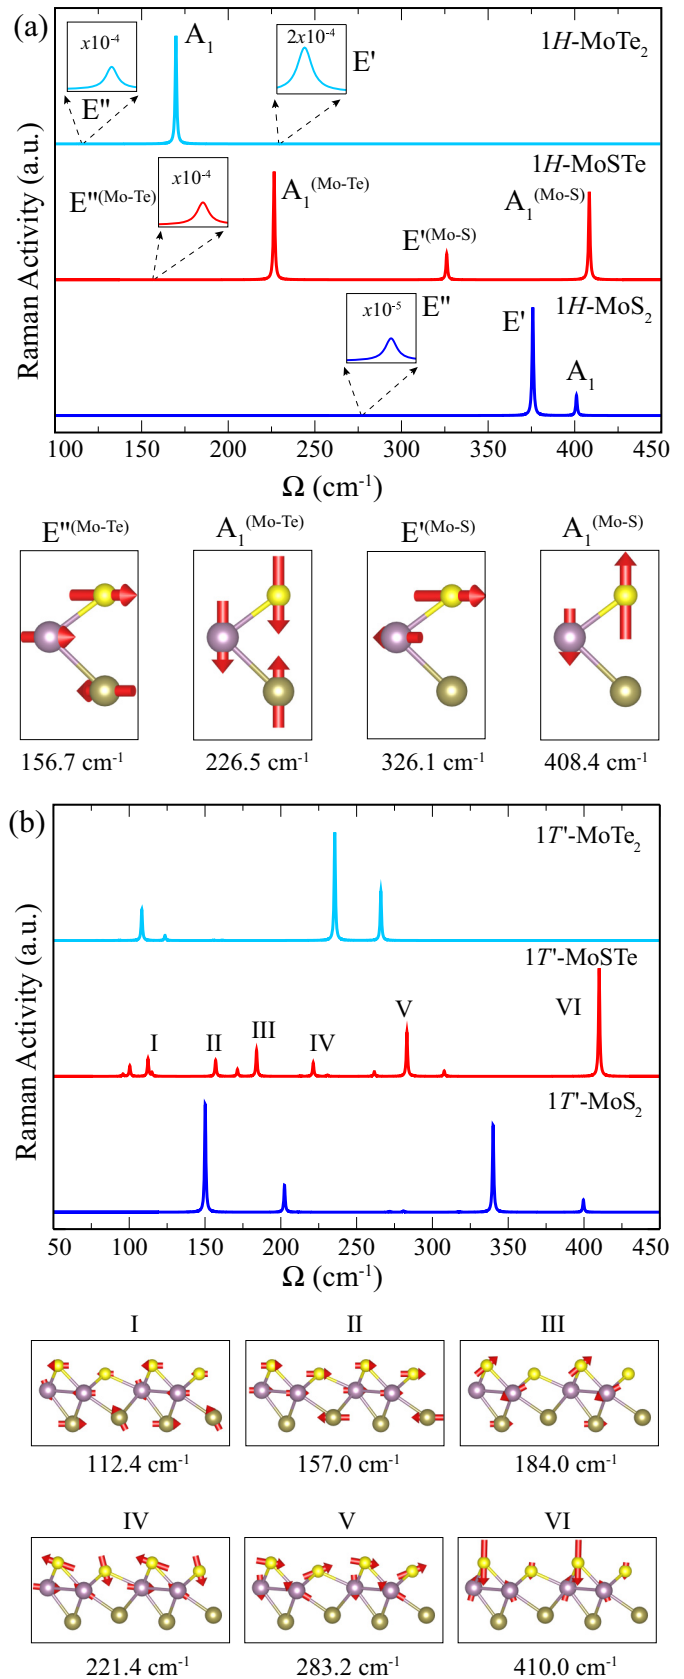 (a)
x10-4
A1
2x10-4
1H-MoTe2
E'
E''
x10-4
1H-MoSTe
E''(Mo-Te)
A1(Mo-Te)
E'(Mo-S)
A1(Mo-S)
x10-5
E''
1H-MoS2
E'
A1
Raman Activity (a.u.)
100 150 200 250 300 350 400 450
Ω (cm-1)
E''(Mo-Te) A1(Mo-Te) E'(Mo-S) A1(Mo-S)
156.7 cm-1 226.5 cm-1 326.1 cm-1 408.4 cm-1
(b)
1T'-MoTe2
1T'-MoSTe
I II III IV V VI
1T'-MoS2
Raman Activity (a.u.)
50 100 150 200 250 300 350 400 450
Ω (cm-1)
I II III
112.4 cm-1 157.0 cm-1 184.0 cm-1
IV V VI
221.4 cm-1 283.2 cm-1 410.0 cm-1